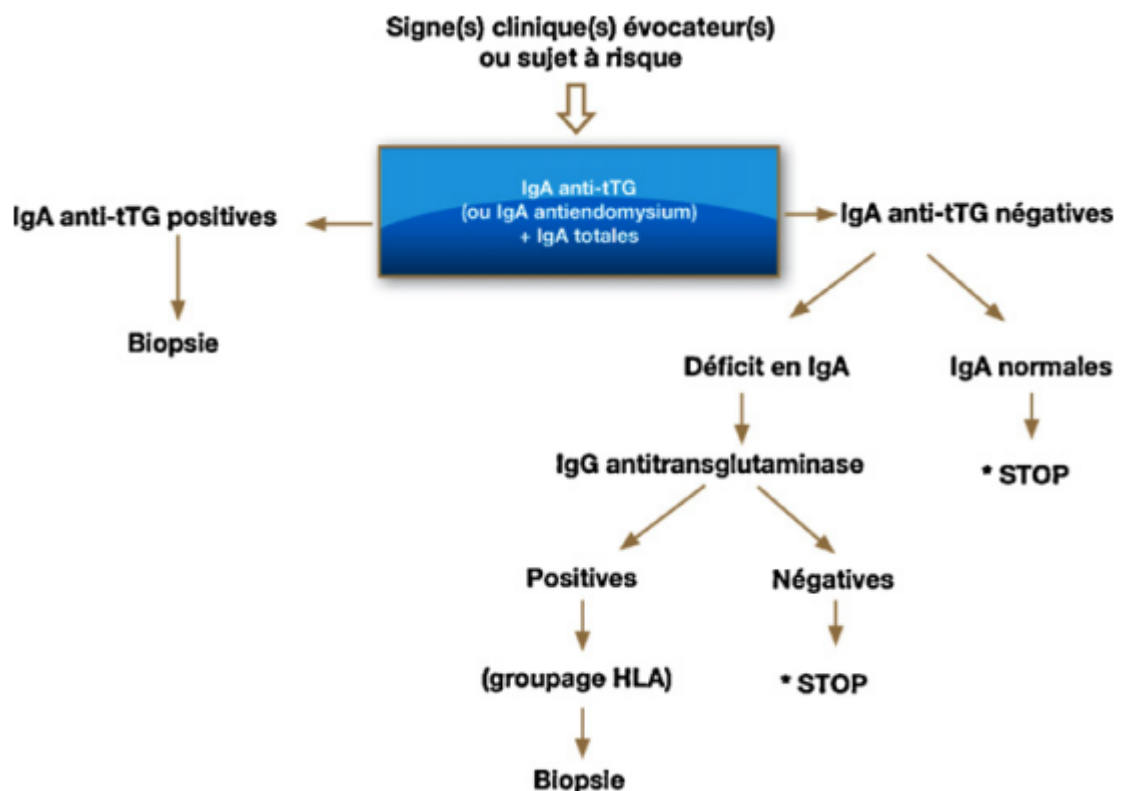 Signe(s) clinique(s) évocateur(s)
ou sujet à risque
IgA anti-tTG
(ou IgA antiendomysium)
+ IgA totales
IgA anti-tTG positives
IgA anti-tTG négatives
Biopsie
Déficit en IgA
IgA normales
IgG antitransglutaminase
* STOP
Positives
Négatives
(groupage HLA)
* STOP
Biopsie